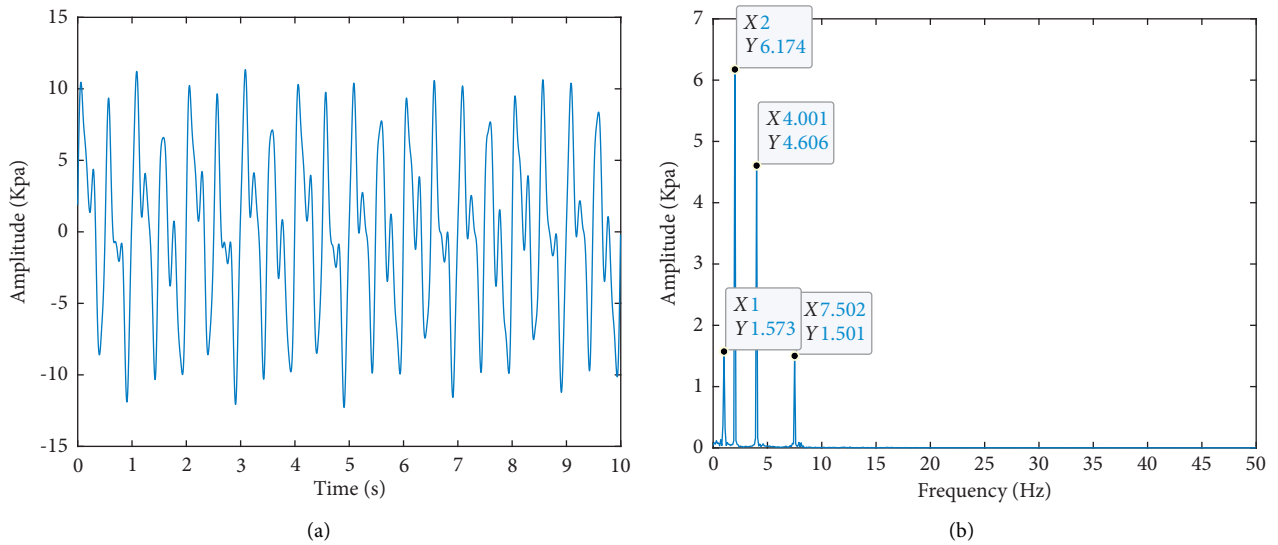 15
10
5
0
-5
-10
-15
Amplitude (Kpa)
0 1 2 3 4 5 6 7 8 9 10
Time (s)
(a)
7
6
5
4
3
2
1
0
Amplitude (Kpa)
X 2
Y 6.174
X 4.001
Y 4.606
X 1
Y 1.573
X 7.502
Y 1.501
0 5 10 15 20 25 30 35 40 45 50
Frequency (Hz)
(b)